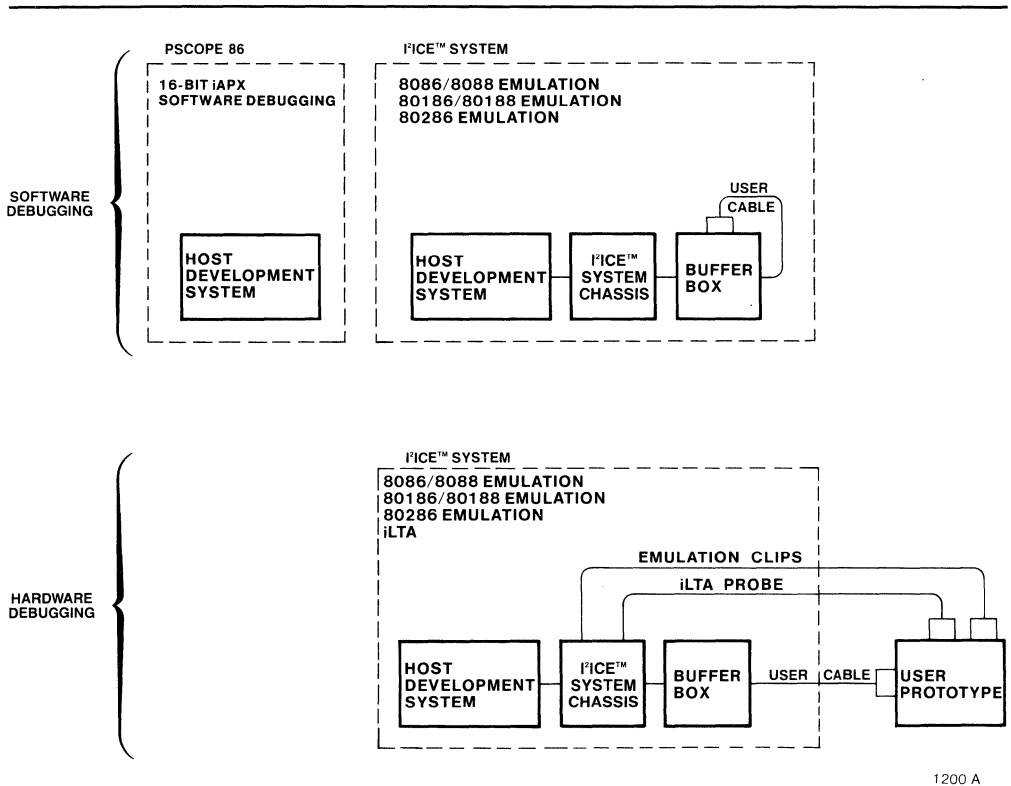 PSCOPE 86
16-BIT iAPX
SOFTWARE DEBUGGING
HOST
DEVELOPMENT
SYSTEM
I²ICE™ SYSTEM
8086/8088 EMULATION
80186/80188 EMULATION
80286 EMULATION
USER
CABLE
HOST
DEVELOPMENT
SYSTEM
I²ICE™
SYSTEM
CHASSIS
BUFFER
BOX
SOFTWARE
DEBUGGING
I²ICE™ SYSTEM
8086/8088 EMULATION
80186/80188 EMULATION
80286 EMULATION
iLTA
EMULATION CLIPS
iLTA PROBE
HARDWARE
DEBUGGING
HOST
DEVELOPMENT
SYSTEM
I²ICE™
SYSTEM
CHASSIS
BUFFER
BOX
USER CABLE
USER
PROTOTYPE
1200 A